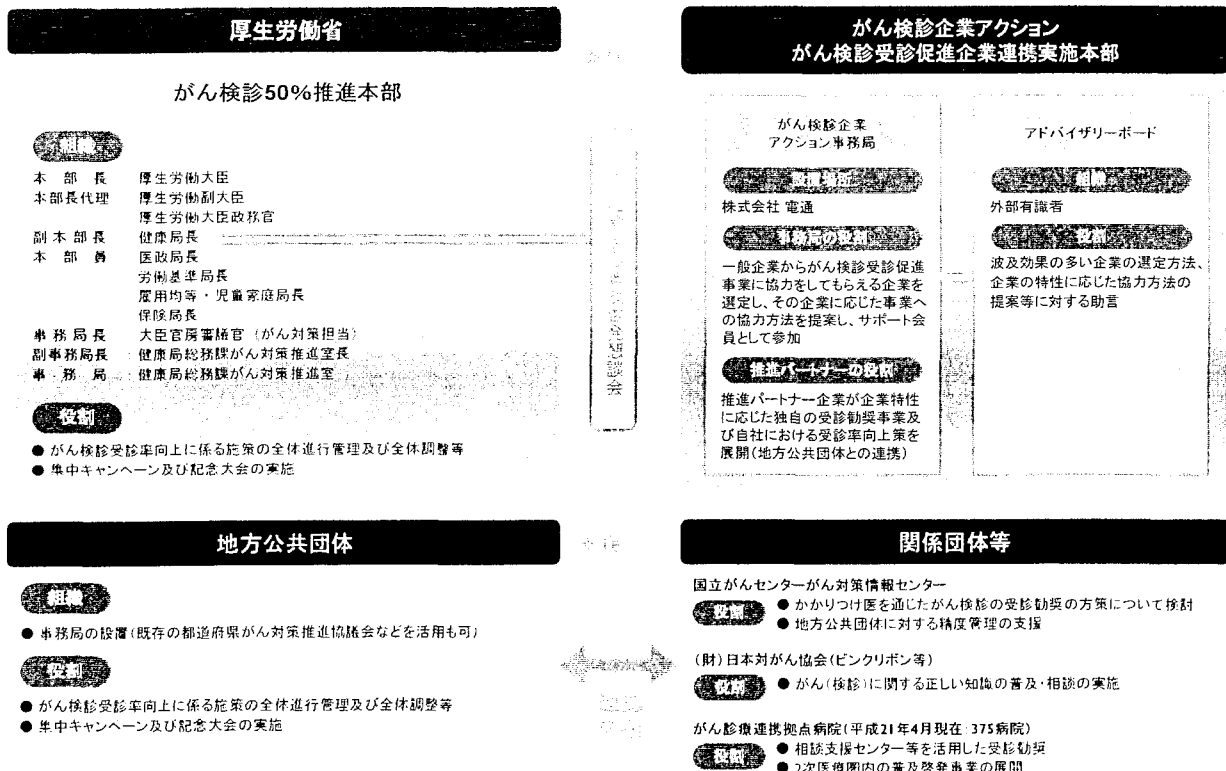 厚生労働省
がん検診50%推進本部
組織
本部長 厚生労働大臣
本部長代理 厚生労働副大臣
厚生労働大臣政務官
副本部長 健康局長
本部員 医政局長
労働基準局長
雇用均等・児童家庭局長
保険局長
事務局長 大臣官房審議官（がん対策担当）
副事務局長 健康局総務課がん対策推進室長
事務局 健康局総務課がん対策推進室
役割
● がん検診受診率向上に係る施策の全体進行管理及び全体調整等
● 集中キャンペーン及び記念大会の実施
がん検診企業アクション
がん検診受診促進企業連携実施本部
がん検診企業
アクション事務局
設置場所
株式会社 電通
事務局の役割
一般企業からがん検診受診促進
事業に協力をしてもらえる企業を
選定し、その企業に応じた事業へ
の協力方法を提案し、サポート会
員として参加
推進パートナーの役割
推進パートナー企業が企業特性
に応じた独自の受診勧奨事業及
び自社における受診率向上策を
展開（地方公共団体との連携）
アドバイザリーボード
組織
外部有識者
役割
波及効果の多い企業の選定方法、
企業の特性に応じた協力方法の
提案等に対する助言
地方公共団体
組織
● 事務局の設置（既存の都道府県がん対策推進協議会などを活用も可）
役割
● がん検診受診率向上に係る施策の全体進行管理及び全体調整等
● 集中キャンペーン及び記念大会の実施
関係団体等
国立がんセンターがん対策情報センター
役割
● かかりつけ医を通じたがん検診の受診勧奨の方策について検討
● 地方公共団体に対する精度管理の支援
（財）日本対がん協会（ピンクリボン等）
役割
● がん（検診）に関する正しい知識の普及・相談の実施
がん診療連携拠点病院（平成21年4月現在：375病院）
役割
● 相談支援センター等を活用した受診勧奨
● 2次医療圏内の普及啓発事業の展開